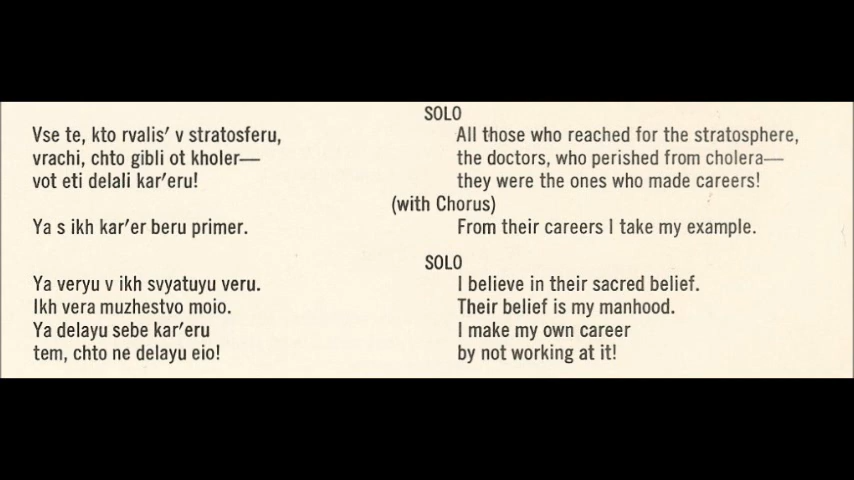 SOLO
Vse te, kto rvalis' v stratosferu,
All those who reached for the stratosphere,
vrachi, chto gibli ot kholer—
the doctors, who perished from cholera—
vot eti delali kar'eru!
they were the ones who made careers!
(with Chorus)
Ya s ikh kar'er beru primer.
From their careers I take my example.
SOLO
Ya veryu v ikh svyatuyu veru.
I believe in their sacred belief.
Ikh vera muzhestvo moio.
Their belief is my manhood.
Ya delayu sebe kar'eru
I make my own career
tem, chto ne delayu eio!
by not working at it!